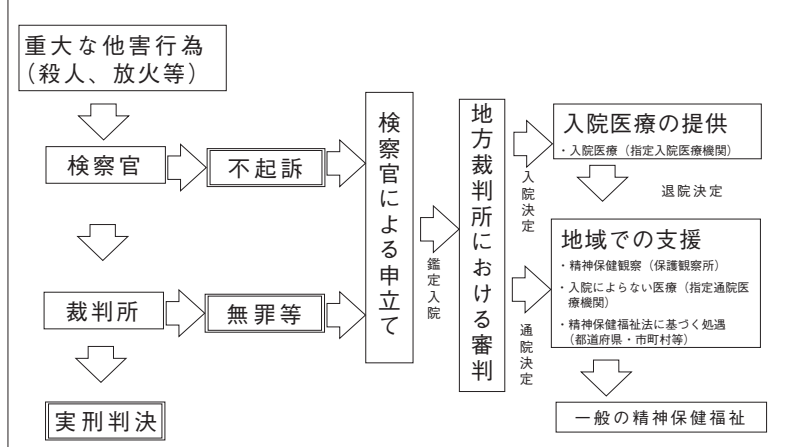 重大な他害行為
（殺人、放火等）
検察官
不起訴
裁判所
無罪等
実刑判決
検察官による申立て
鑑定入院
地方裁判所における審判
入院決定
通院決定
入院医療の提供
・入院医療（指定入院医療機関）
退院決定
地域での支援
・精神保健観察（保護観察所）
・入院によらない医療（指定通院医
療機関）
・精神保健福祉法に基づく処遇
（都道府県・市町村等）
一般の精神保健福祉